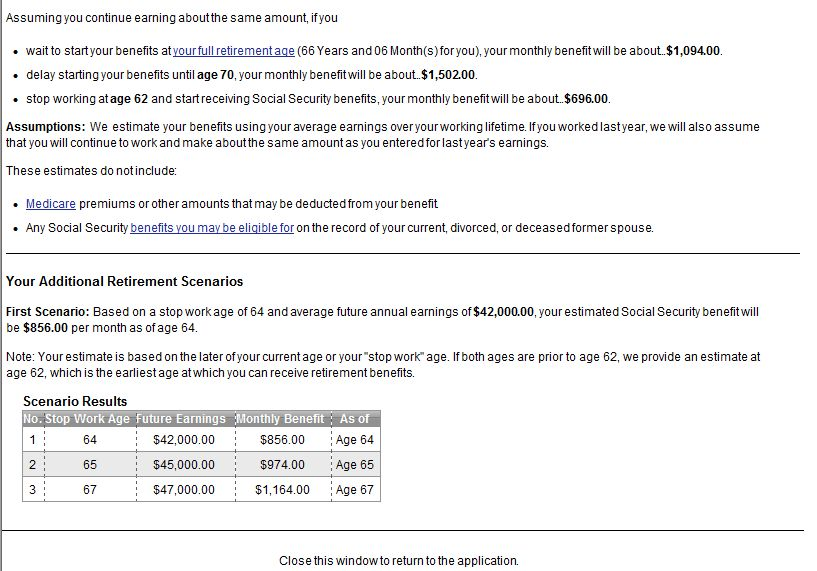 Assuming you continue earning about the same amount, if you
• wait to start your benefits at your full retirement age (66 Years and 06 Month(s) for you), your monthly benefit will be about..$1,094.00.
• delay starting your benefits until age 70, your monthly benefit will be about..$1,502.00.
• stop working at age 62 and start receiving Social Security benefits, your monthly benefit will be about..$696.00.
Assumptions: We estimate your benefits using your average earnings over your working lifetime. If you worked last year, we will also assume
that you will continue to work and make about the same amount as you entered for last year's earnings.
These estimates do not include:
• Medicare premiums or other amounts that may be deducted from your benefit
• Any Social Security benefits you may be eligible for on the record of your current, divorced, or deceased former spouse.
Your Additional Retirement Scenarios
First Scenario: Based on a stop work age of 64 and average future annual earnings of $42,000.00, your estimated Social Security benefit will
be $856.00 per month as of age 64.
Note: Your estimate is based on the later of your current age or your "stop work" age. If both ages are prior to age 62, we provide an estimate at
age 62, which is the earliest age at which you can receive retirement benefits.
Scenario Results
No. Stop Work Age Future Earnings Monthly Benefit As of
1 64 $42,000.00 $856.00 Age 64
2 65 $45,000.00 $974.00 Age 65
3 67 $47,000.00 $1,164.00 Age 67
Close this window to return to the application.